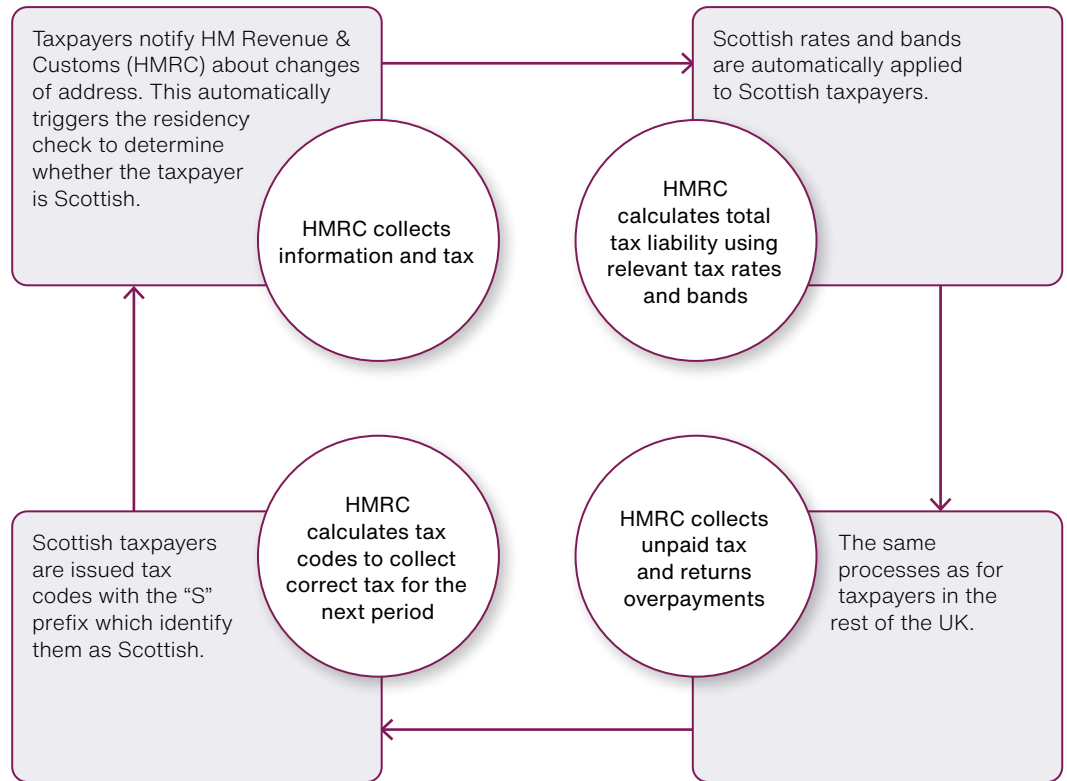 Taxpayers notify HM Revenue &
Customs (HMRC) about changes
of address. This automatically
triggers the residency
check to determine
whether the taxpayer
is Scottish.
HMRC collects
information and tax
Scottish rates and bands
are automatically applied
to Scottish taxpayers.
HMRC
calculates total
tax liability using
relevant tax rates
and bands
The same
processes as for
taxpayers in the
rest of the UK.
HMRC collects
unpaid tax
and returns
overpayments
Scottish taxpayers
are issued tax
codes with the “S”
prefix which identify
them as Scottish.
HMRC
calculates tax
codes to collect
correct tax for the
next period